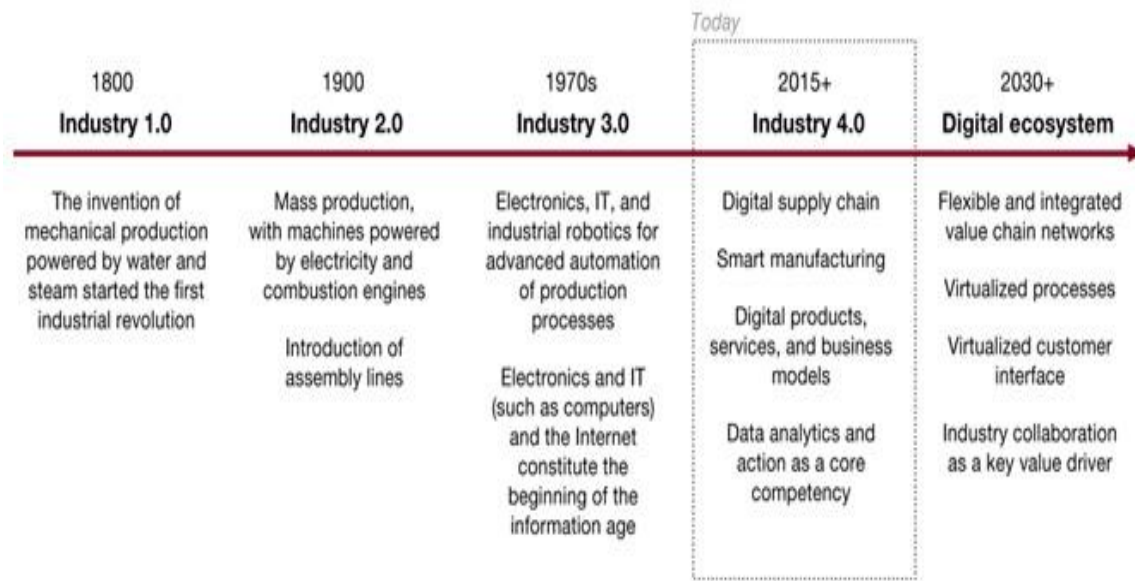 Today
1800
Industry 1.0
The invention of
mechanical production
powered by water and
steam started the first
industrial revolution
1900
Industry 2.0
Mass production,
with machines powered
by electricity and
combustion engines
Introduction of
assembly lines
1970s
Industry 3.0
Electronics, IT, and
industrial robotics for
advanced automation
of production
processes
Electronics and IT
(such as computers)
and the Internet
constitute the
beginning of the
information age
2015+
Industry 4.0
Digital supply chain
Smart manufacturing
Digital products,
services, and business
models
Data analytics and
action as a core
competency
2030+
Digital ecosystem
Flexible and integrated
value chain networks
Virtualized processes
Virtualized customer
interface
Industry collaboration
as a key value driver